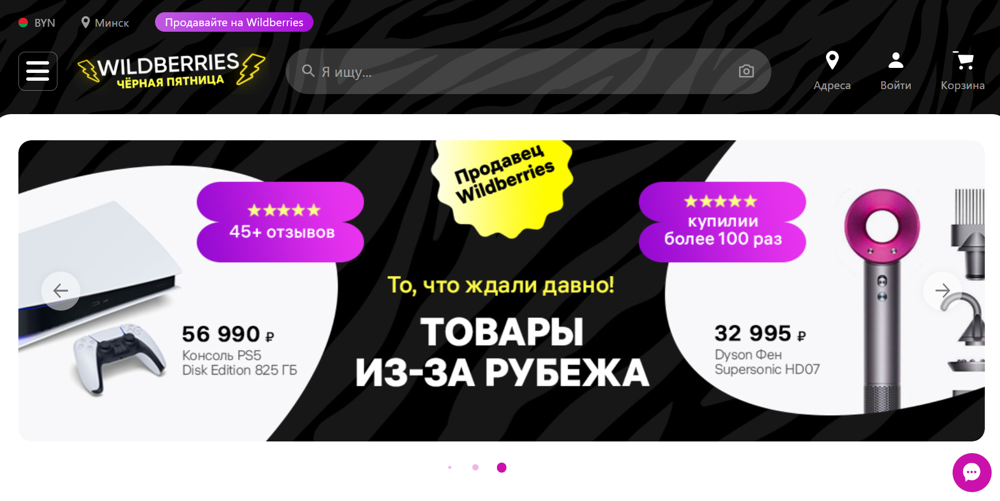 BYN
Минск
Продавайте на Wildberries
WILDBERRIES
ЧЁРНАЯ ПЯТНИЦА
Я ищу...
Адреса
Войти
Корзина
Продавец
Wildberries
45+ отзывов
купилии
более 100 раз
То, что ждали давно!
ТОВАРЫ
ИЗ-ЗА РУБЕЖА
56 990 ₽
Консоль PS5
Disk Edition 825 ГБ
32 995 ₽
Dyson Фен
Supersonic HD07